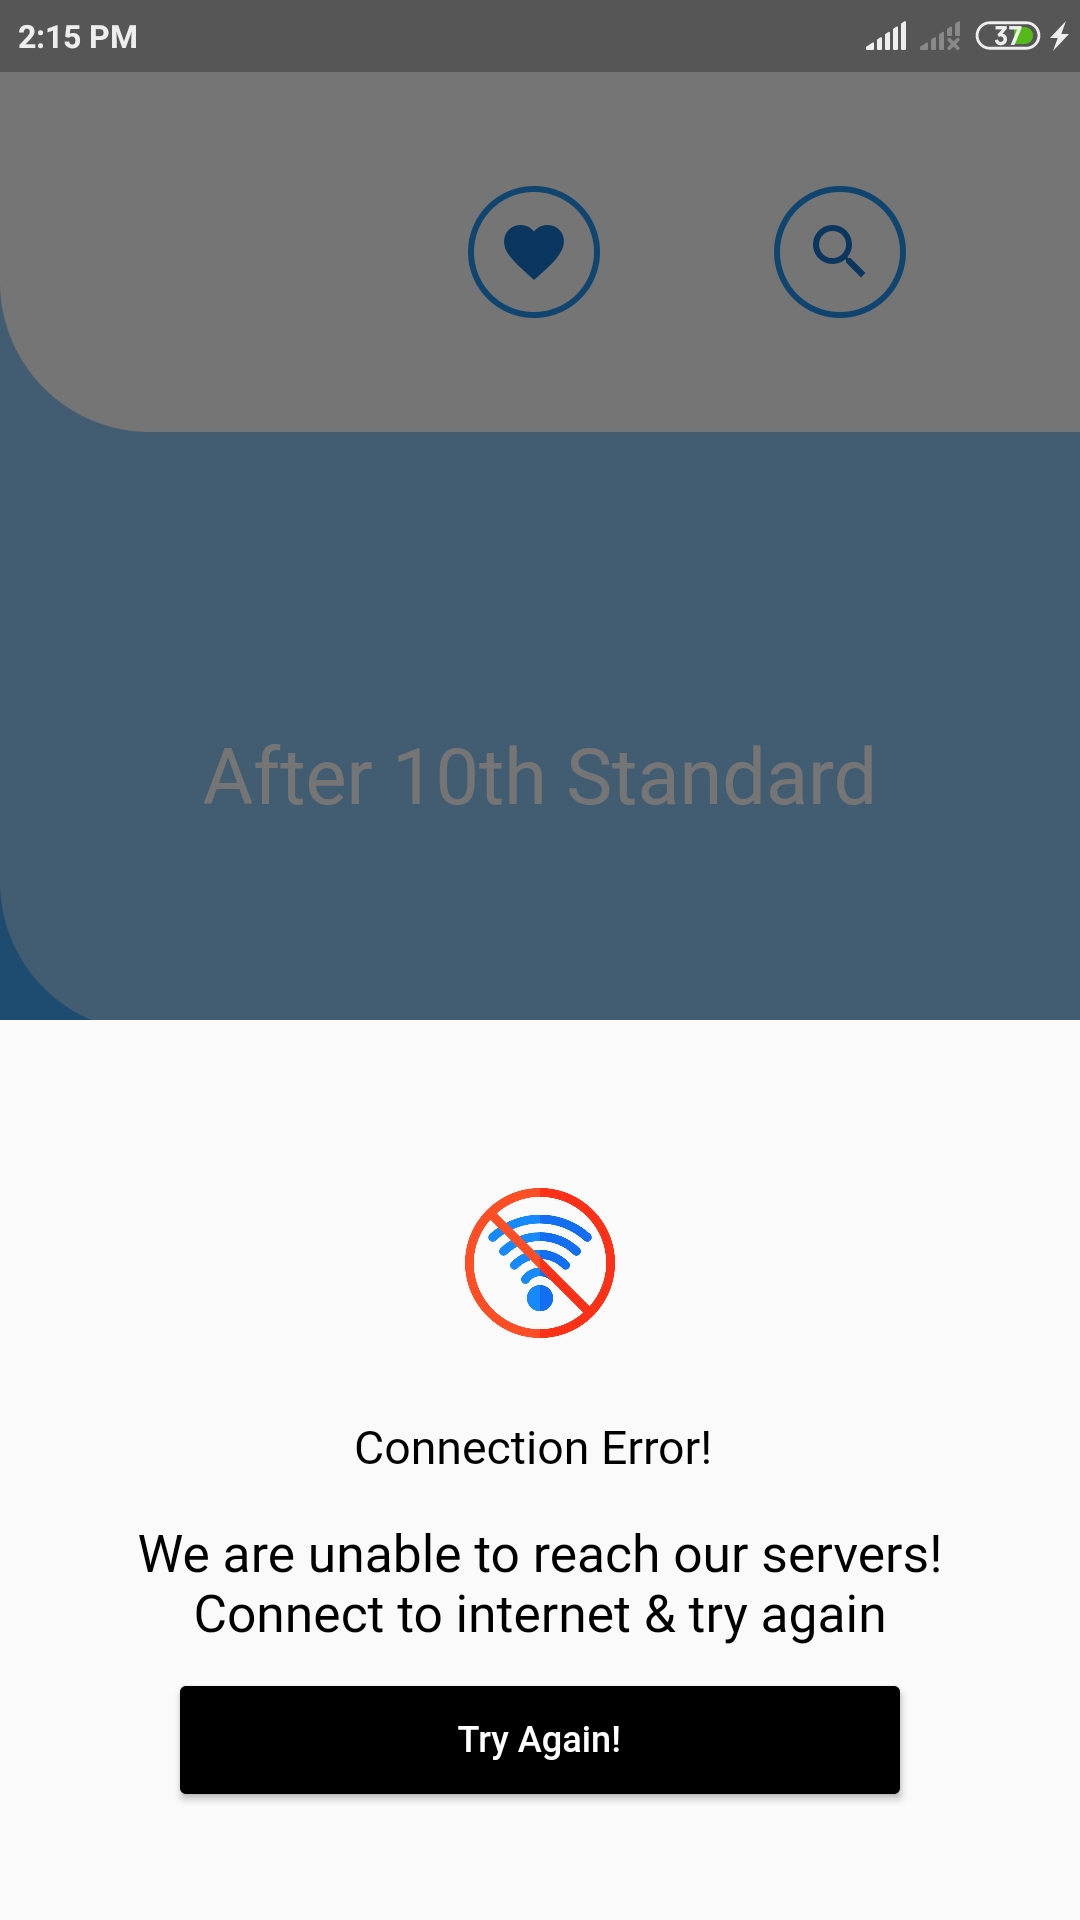 2:15 PM 37
After 10th Standard
Connection Error!
We are unable to reach our servers!
Connect to internet & try again
Try Again!